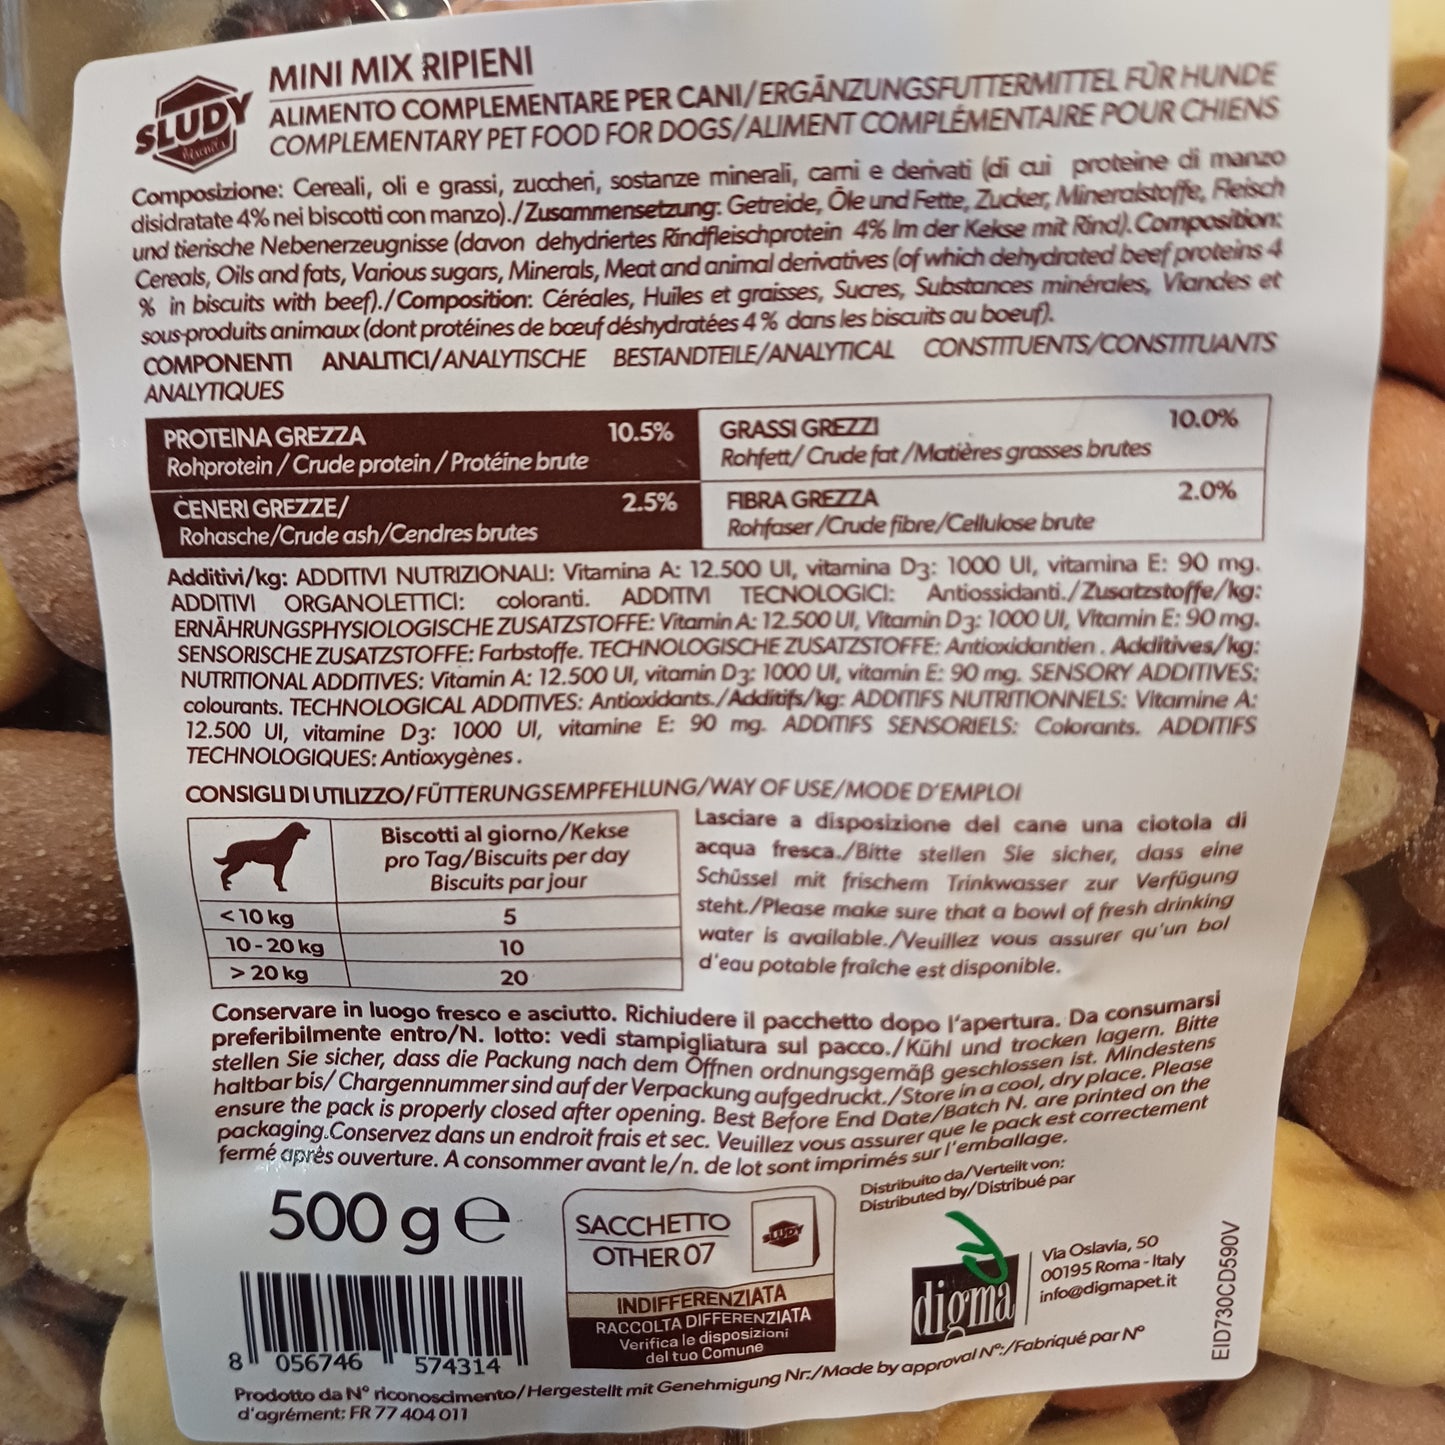 SLUDY
MINI MIX RIPIENI
ALIMENTO COMPLEMENTARE PER CANI/ERGÄNZUNGSFUTTERMITTEL FÜR HUNDE
COMPLEMENTARY PET FOOD FOR DOGS/ALIMENT COMPLÉMENTAIRE POUR CHIENS
Composizione: Cereali, oli e grassi, zuccheri, sostanze minerali, carni e derivati (di cui proteine di manzo
disidratate 4% nei biscotti con manzo)./Zusammensetzung: Getreide, Öle und Fette, Zucker, Mineralstoffe, Fleisch
und tierische Nebenerzeugnisse (davon dehydriertes Rindfleischprotein 4% Im der Kekse mit Rind). Composition:
Cereals, Oils and fats, Various sugars, Minerals, Meat and animal derivatives (of which dehydrated beef proteins 4
% in biscuits with beef)./Composition: Céréales, Huiles et graisses, Sucres, Substances minérales, Viandes et
sous-produits animaux (dont protéines de bœuf déshydratées 4 % dans les biscuits au boeuf).
COMPONENTI ANALITICI/ANALYTISCHE BESTANDTEILE/ANALYTICAL CONSTITUENTS/CONSTITUANTS
ANALYTIQUES
PROTEINA GREZZA 10.5%
Rohprotein / Crude protein / Protéine brute
GRASSI GREZZI 10.0%
Rohfett/ Crude fat /Matières grasses brutes
CENERI GREZZE/ 2.5%
Rohasche/Crude ash/Cendres brutes
FIBRA GREZZA 2.0%
Rohfaser /Crude fibre/Cellulose brute
Additivi/kg: ADDITIVI NUTRIZIONALI: Vitamina A: 12.500 UI, vitamina D3: 1000 UI, vitamina E: 90 mg.
ADDITIVI ORGANOLETTICI: coloranti. ADDITIVI TECNOLOGICI: Antiossidanti./Zusatzstoffe/kg:
ERNÄHRUNGSPHYSIOLOGISCHE ZUSATZSTOFFE: Vitamin A: 12.500 UI, Vitamin D3: 1000 UI, Vitamin E: 90 mg.
SENSORISCHE ZUSATZSTOFFE: Farbstoffe. TECHNOLOGISCHE ZUSATZSTOFFE: Antioxidantien . Additives/kg:
NUTRITIONAL ADDITIVES: Vitamin A: 12.500 UI, vitamin D3: 1000 UI, vitamin E: 90 mg. SENSORY ADDITIVES:
colourants. TECHNOLOGICAL ADDITIVES: Antioxidants./Additifs/kg: ADDITIFS NUTRITIONNELS: Vitamine A:
12.500 UI, vitamine D3: 1000 UI, vitamine E: 90 mg. ADDITIFS SENSORIELS: Colorants. ADDITIFS
TECHNOLOGIQUES: Antioxygènes .
CONSIGLI DI UTILIZZO/FÜTTERUNGSEMPFEHLUNG/WAY OF USE/MODE D'EMPLOI
Biscotti al giorno/Kekse
pro Tag/Biscuits per day
Biscuits par jour
< 10 kg 5
10 - 20 kg 10
> 20 kg 20
Lasciare a disposizione del cane una ciotola di
acqua fresca./Bitte stellen Sie sicher, dass eine
Schüssel mit frischem Trinkwasser zur Verfügung
steht./Please make sure that a bowl of fresh drinking
water is available./Veuillez vous assurer qu'un bol
d'eau potable fraîche est disponible.
Conservare in luogo fresco e asciutto. Richiudere il pacchetto dopo l'apertura. Da consumarsi
preferibilmente entro/N. lotto: vedi stampigliatura sul pacco./Kühl und trocken lagern. Bitte
stellen Sie sicher, dass die Packung nach dem Öffnen ordnungsgemäß geschlossen ist. Mindestens
haltbar bis/ Chargennummer sind auf der Verpackung aufgedruckt./Store in a cool, dry place. Please
ensure the pack is properly closed after opening. Best Before End Date/Batch N. are printed on the
packaging.Conservez dans un endroit frais et sec. Veuillez vous assurer que le pack est correctement
fermé après ouverture. A consommer avant le/n. de lot sont imprimés sur l'emballage.
500 g e
SACCHETTO
OTHER 07
SLUDY
INDIFFERENZIATA
RACCOLTA DIFFERENZIATA
Verifica le disposizioni
del tuo Comune
Distribuito da/Verteilt von:
Distributed by/Distribué par
digma
Via Oslavia, 50
00195 Roma - Italy
info@digmapet.it
EID730CD590V
8 056746 574314
Prodotto da N° riconoscimento/Hergestellt mit Genehmigung Nr:/Made by approval N°:/Fabriqué par N°
d'agrément: FR 77 404 011